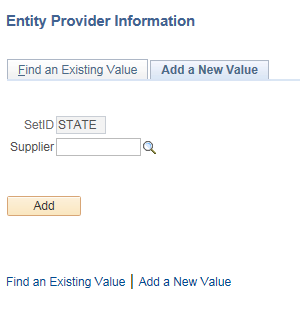 Entity Provider Information
Find an Existing Value Add a New Value
SetID STATE
Supplier
Add
Find an Existing Value | Add a New Value